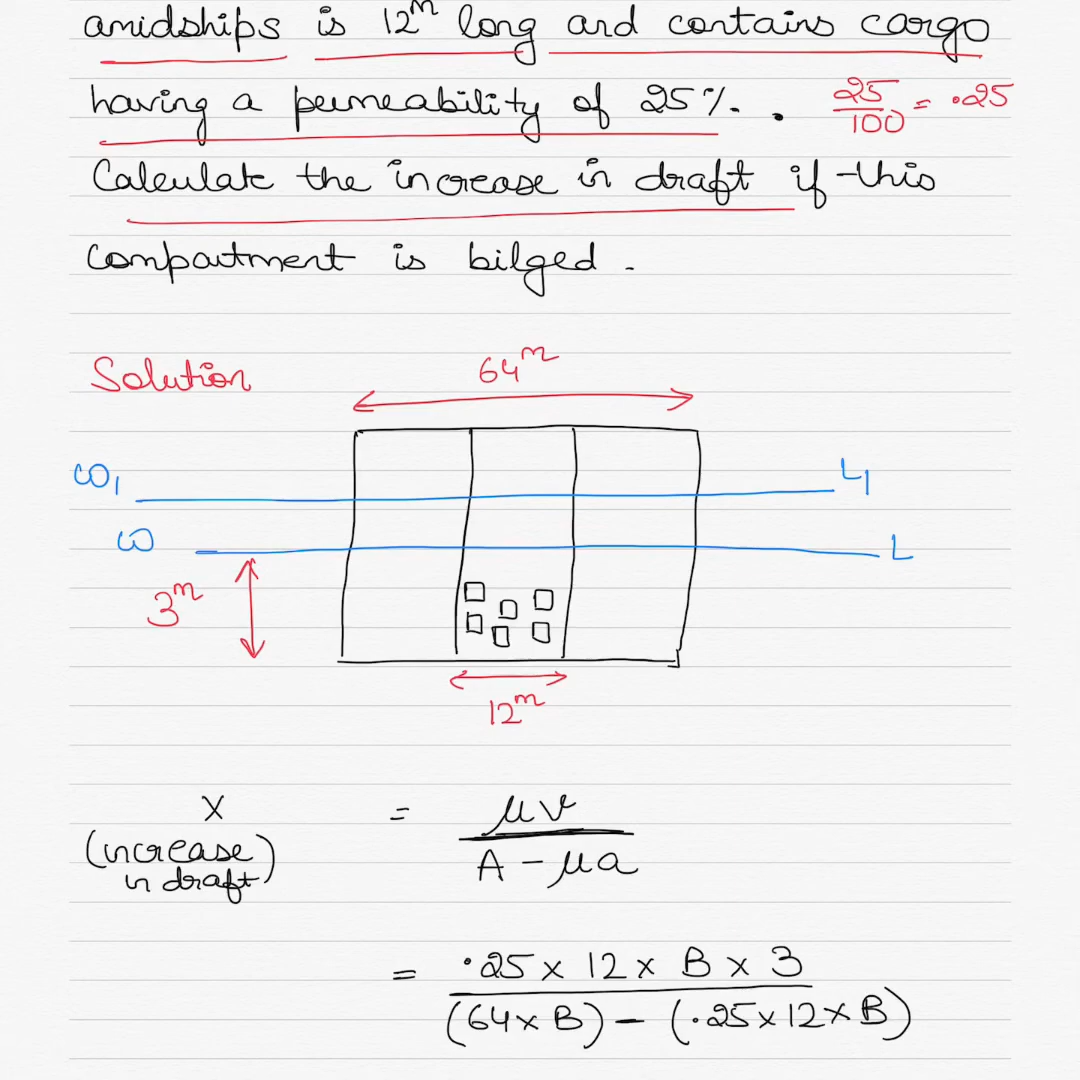 amidships is 12ᵐ long and contains cargo
having a permeability of 25%. 25/100 = .25
Calculate the increase in draft if this
compartment is bilged.
Solution
64ᵐ
W₁ L₁
W L
3ᵐ
12ᵐ
X = μv / A - μa
(increase in draft)
= .25 x 12 x B x 3 / (64 x B) - (.25 x 12 x B)